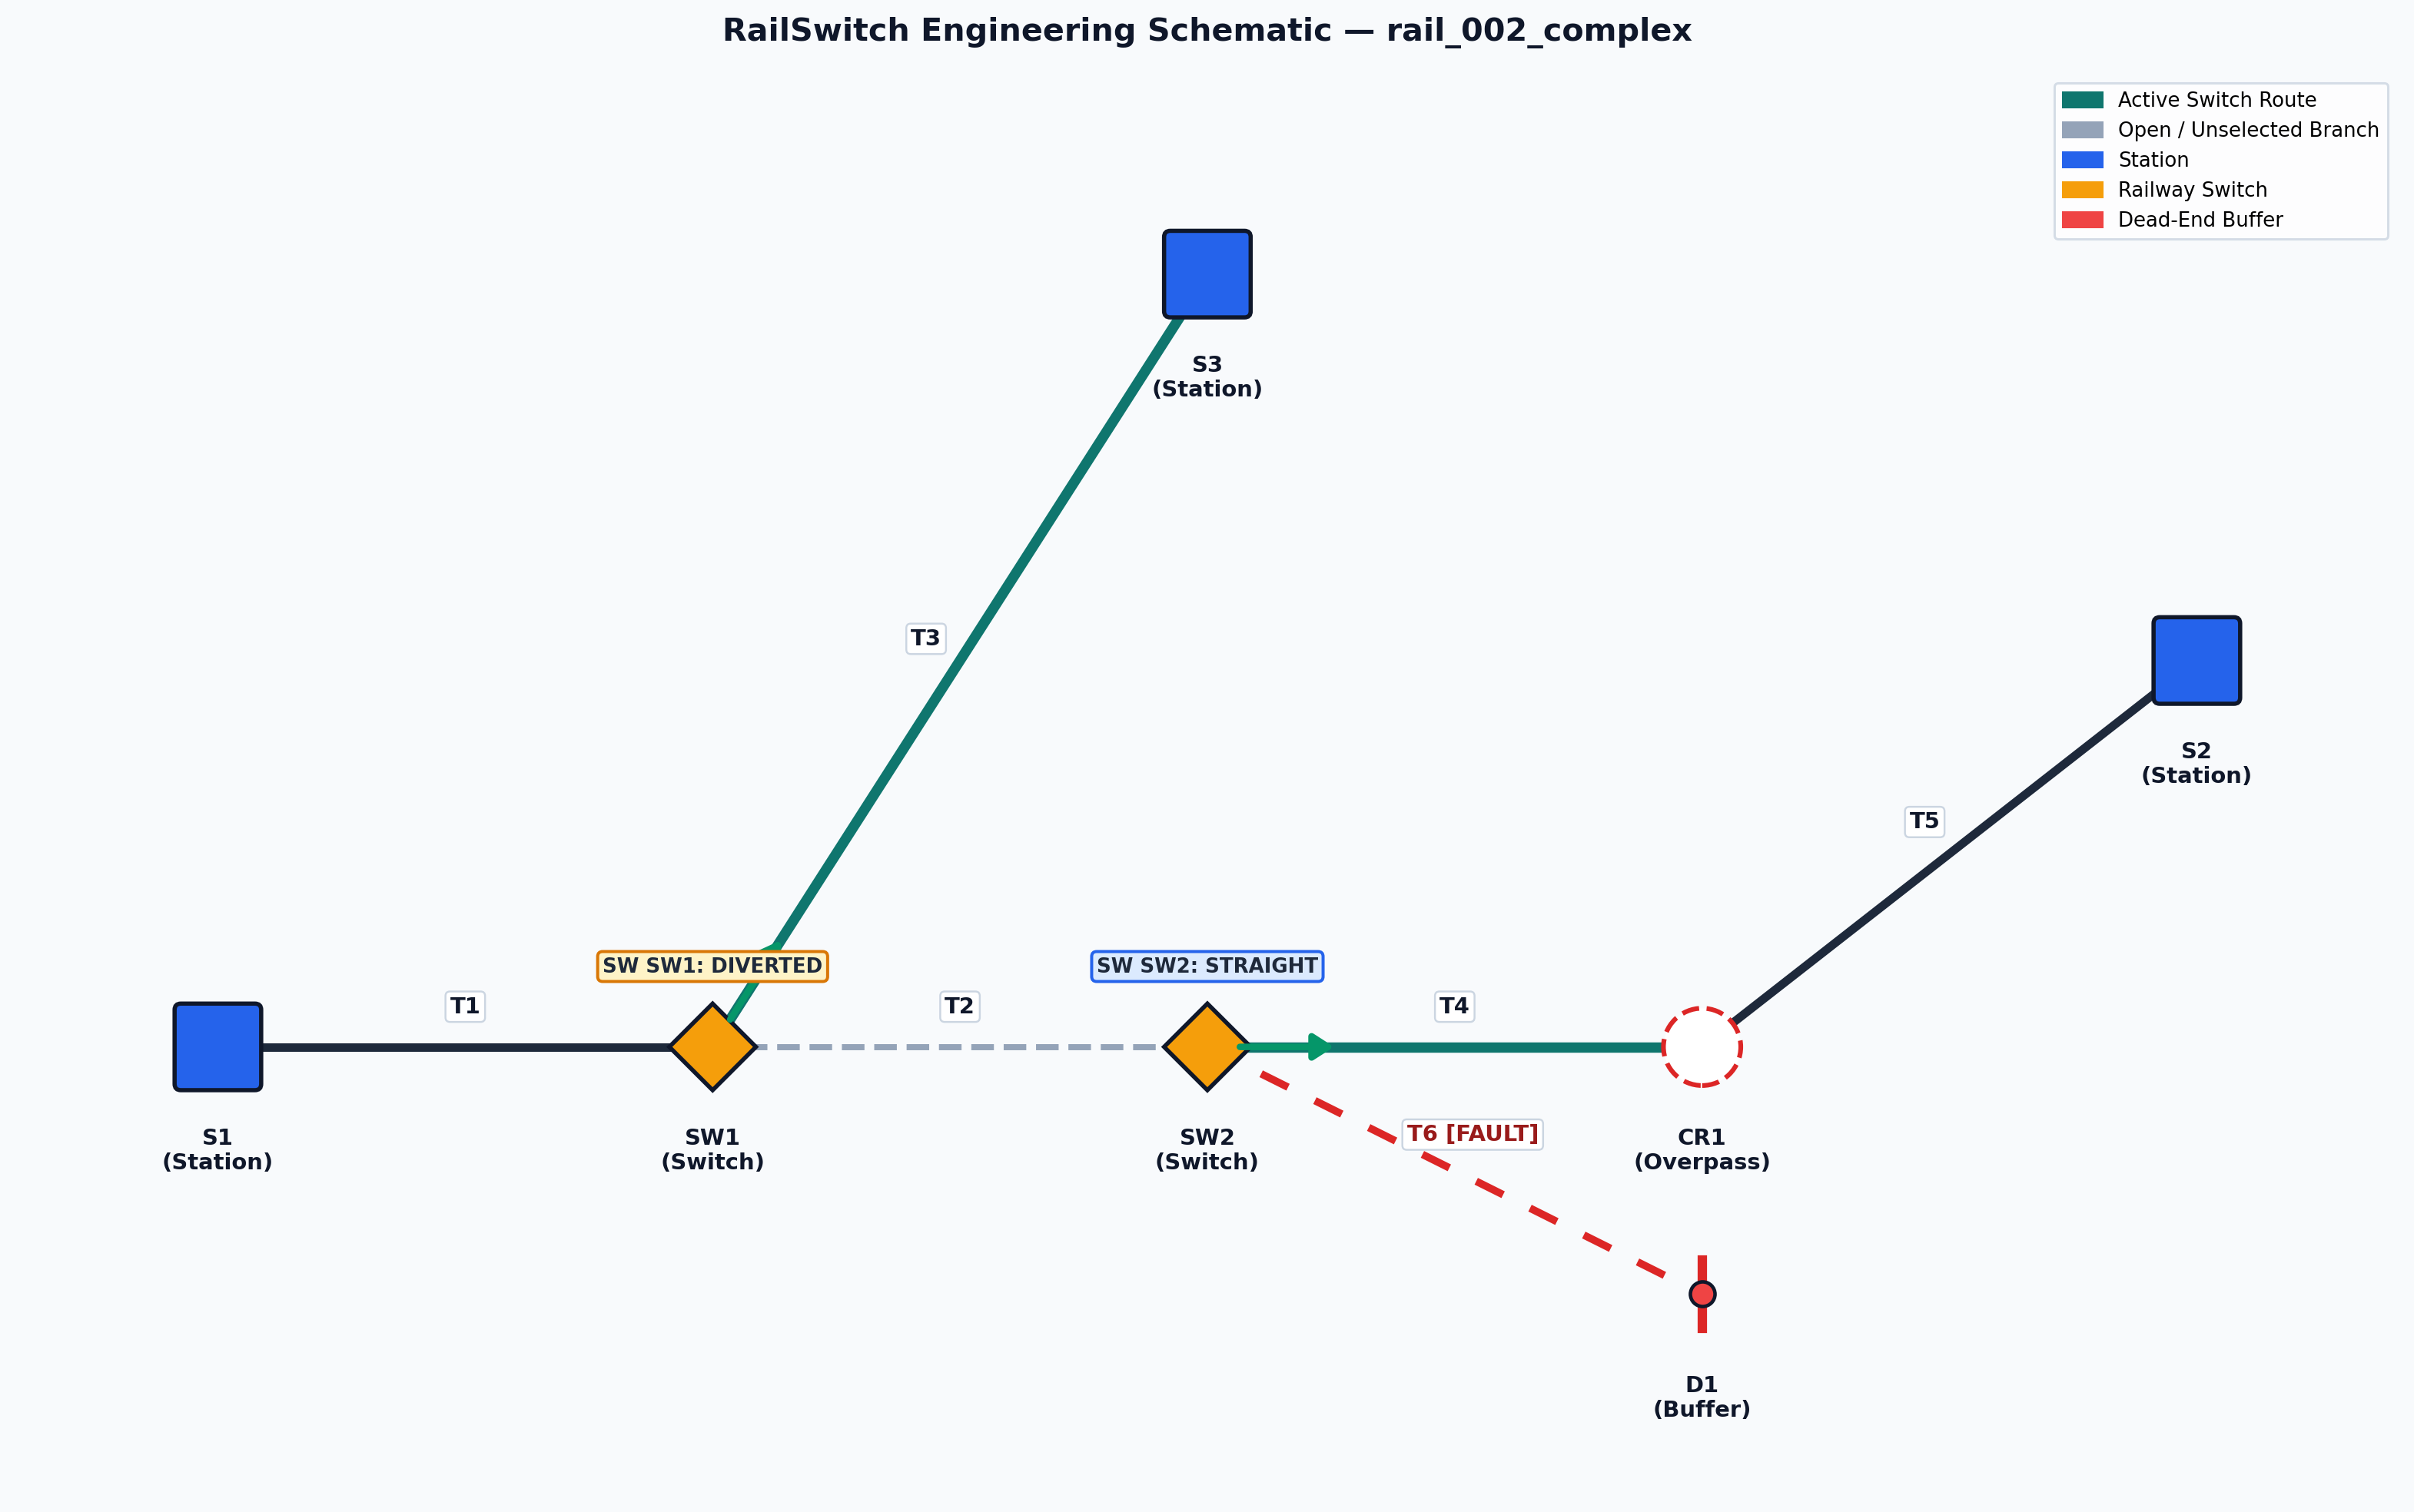 RailSwitch Engineering Schematic — rail_002_complex
Active Switch Route
Open / Unselected Branch
Station
Railway Switch
Dead-End Buffer
S3
(Station)
T3
S2
(Station)
T5
SW SW1: DIVERTED
SW SW2: STRAIGHT
T1
T2
T4
S1
(Station)
SW1
(Switch)
SW2
(Switch)
T6 [FAULT]
CR1
(Overpass)
D1
(Buffer)